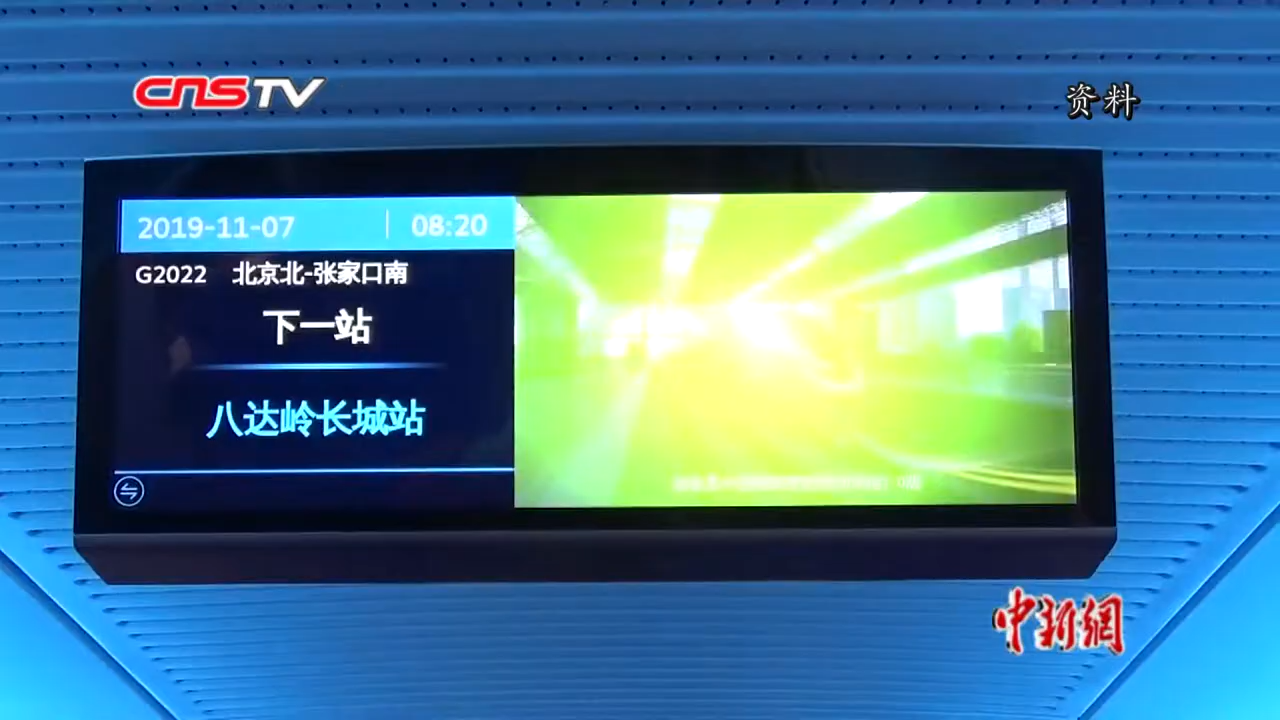 CNSTV
资料
2019-11-07 08:20
G2022 北京北-张家口南
下一站
八达岭长城站
中新網